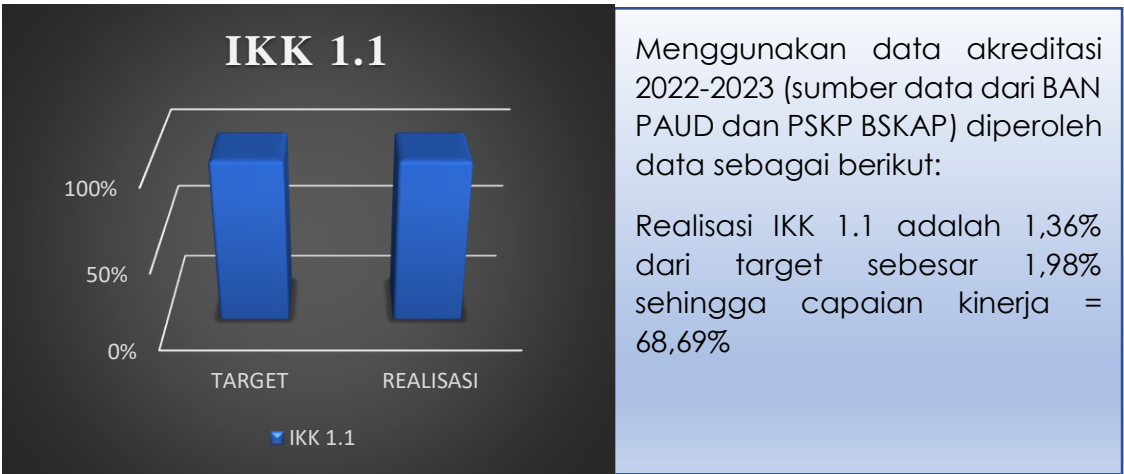 IKK 1.1
100%
50%
0%
TARGET REALISASI
IKK 1.1
Menggunakan data akreditasi
2022-2023 (sumber data dari BAN
PAUD dan PSKP BSKAP) diperoleh
data sebagai berikut:
Realisasi IKK 1.1 adalah 1,36%
dari target sebesar 1,98%
sehingga capaian kinerja =
68,69%